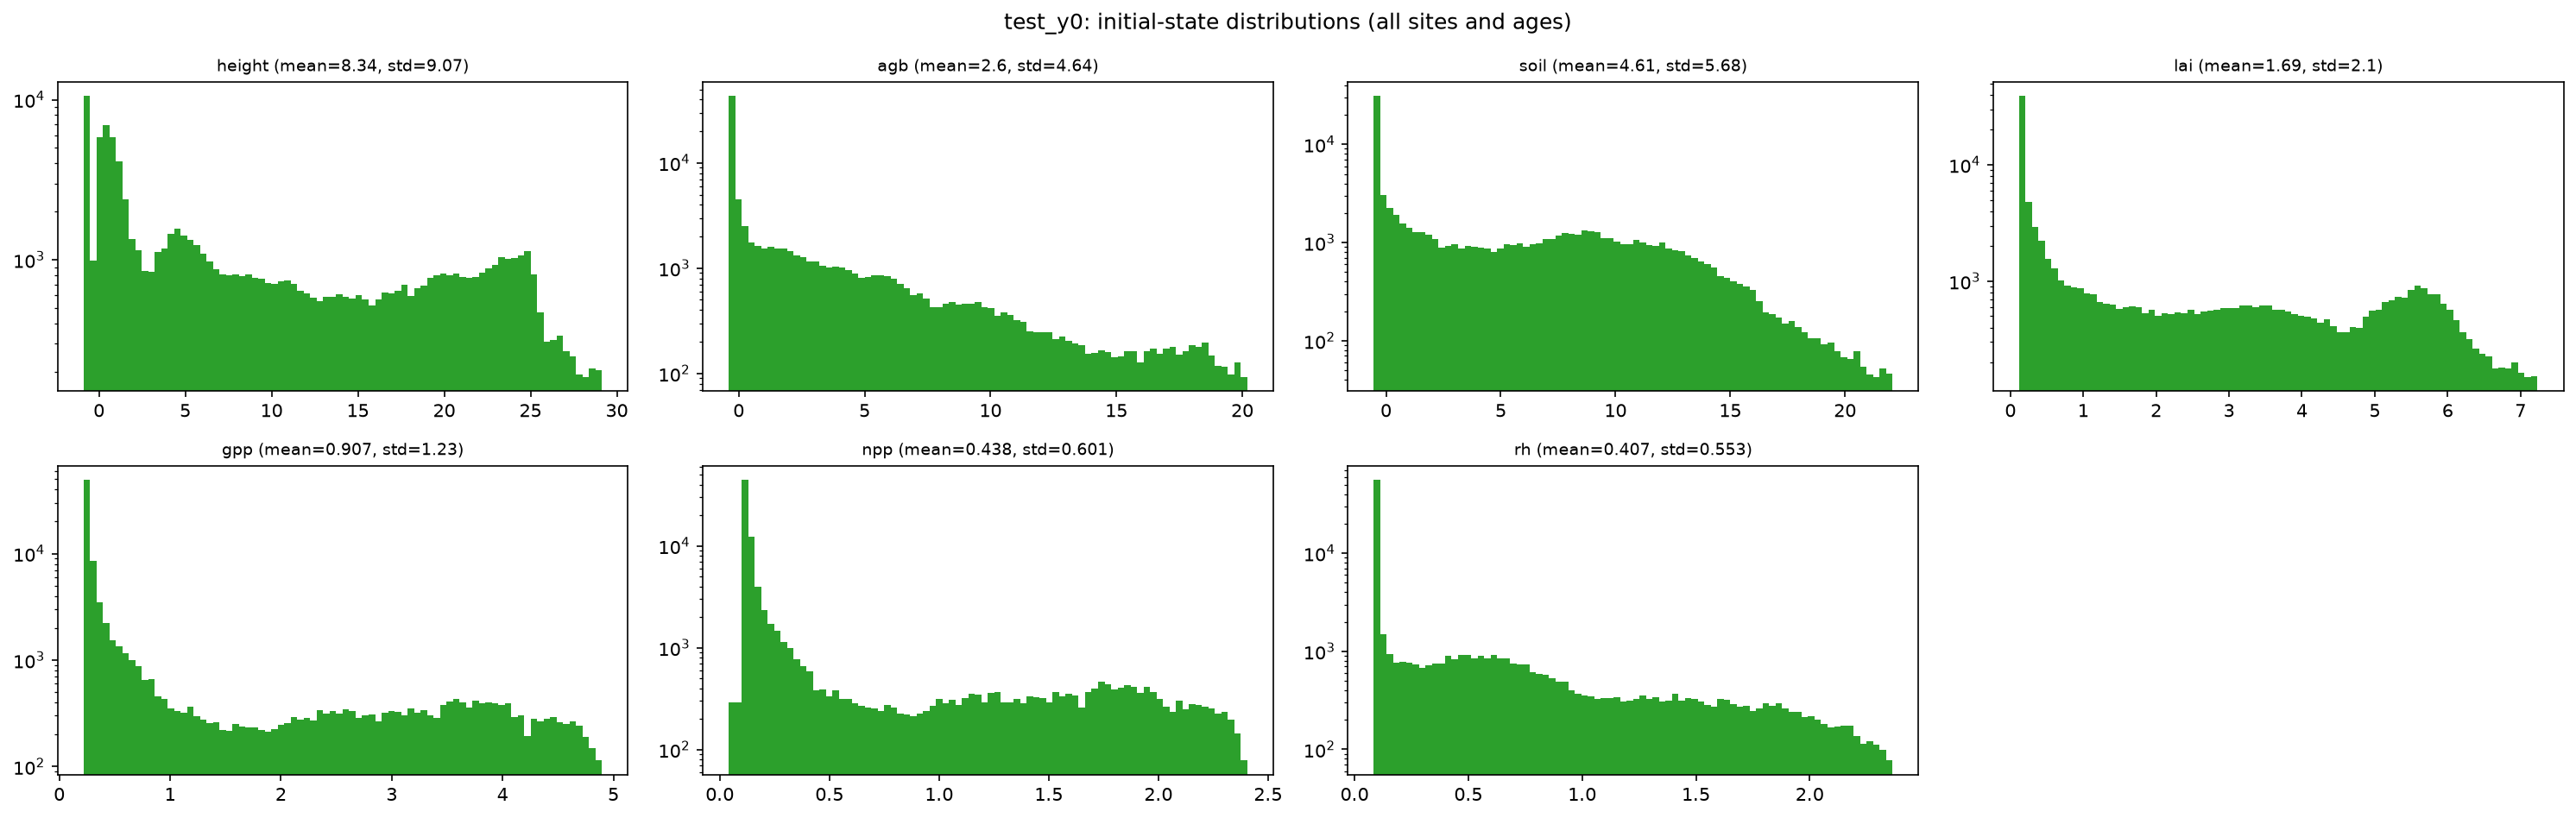 test_y0: initial-state distributions (all sites and ages)
height (mean=8.34, std=9.07)
10^4
10^3
0 5 10 15 20 25 30
agb (mean=2.6, std=4.64)
10^4
10^3
10^2
0 5 10 15 20
soil (mean=4.61, std=5.68)
10^4
10^3
10^2
0 5 10 15 20
lai (mean=1.69, std=2.1)
10^4
10^3
0 1 2 3 4 5 6 7
gpp (mean=0.907, std=1.23)
10^4
10^3
10^2
0 1 2 3 4 5
npp (mean=0.438, std=0.601)
10^4
10^3
10^2
0.0 0.5 1.0 1.5 2.0 2.5
rh (mean=0.407, std=0.553)
10^4
10^3
10^2
0.0 0.5 1.0 1.5 2.0